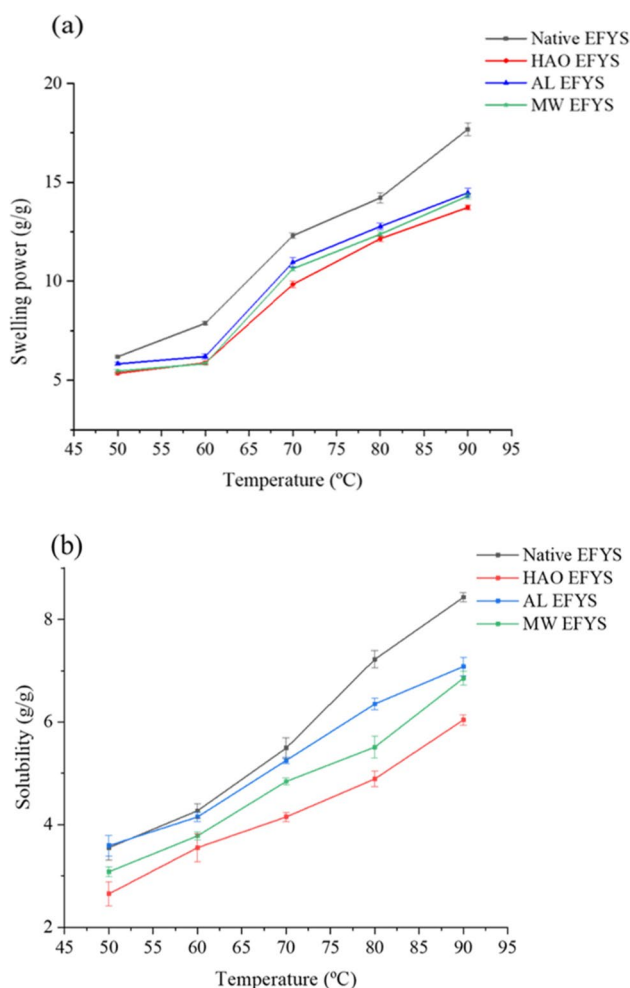 (a)
Native EFYS
HAO EFYS
AL EFYS
MW EFYS
20
15
10
5
Swelling power (g/g)
45 50 55 60 65 70 75 80 85 90 95
Temperature (ºC)
(b)
Native EFYS
HAO EFYS
AL EFYS
MW EFYS
8
6
4
2
Solubility (g/g)
45 50 55 60 65 70 75 80 85 90 95
Temperature (ºC)